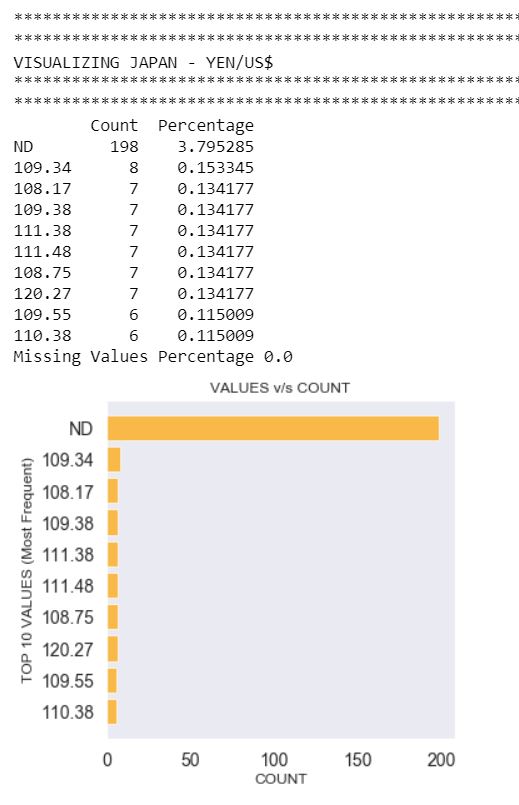 ****************************************
****************************************
VISUALIZING JAPAN - YEN/US$
****************************************
****************************************
Count Percentage
ND 198 3.795285
109.34 8 0.153345
108.17 7 0.134177
109.38 7 0.134177
111.38 7 0.134177
111.48 7 0.134177
108.75 7 0.134177
120.27 7 0.134177
109.55 6 0.115009
110.38 6 0.115009
Missing Values Percentage 0.0
VALUES v/s COUNT
TOP 10 VALUES (Most Frequent)
ND
109.34
108.17
109.38
111.38
111.48
108.75
120.27
109.55
110.38
0 50 100 150 200
COUNT